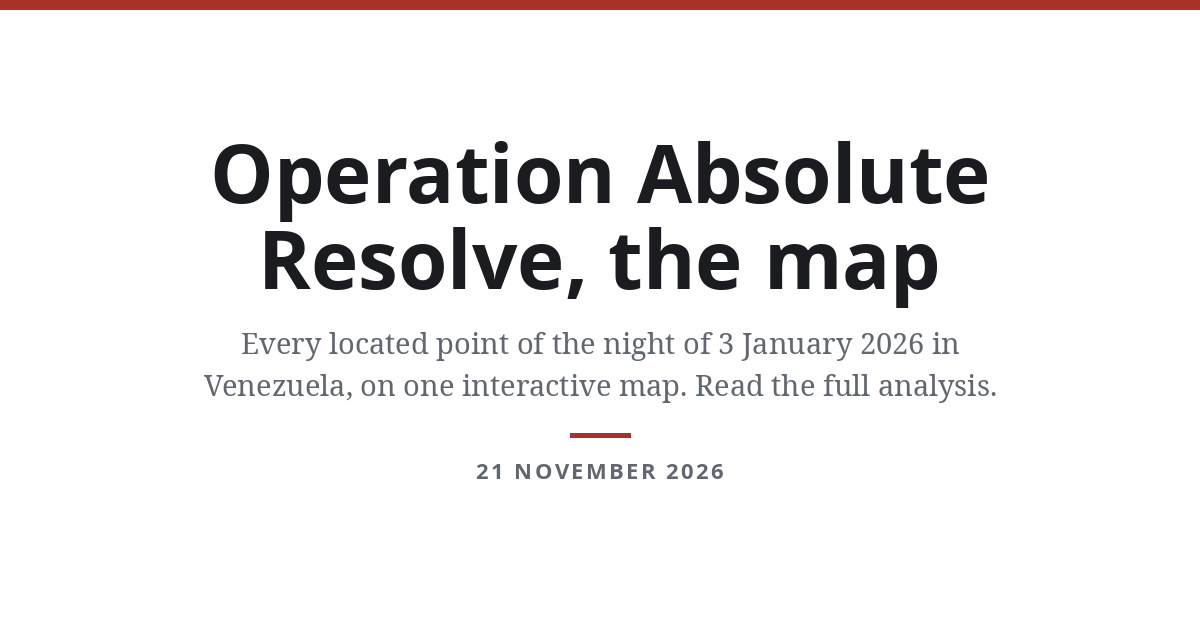 Operation Absolute
Resolve, the map
Every located point of the night of 3 January 2026 in
Venezuela, on one interactive map. Read the full analysis.
21 NOVEMBER 2026